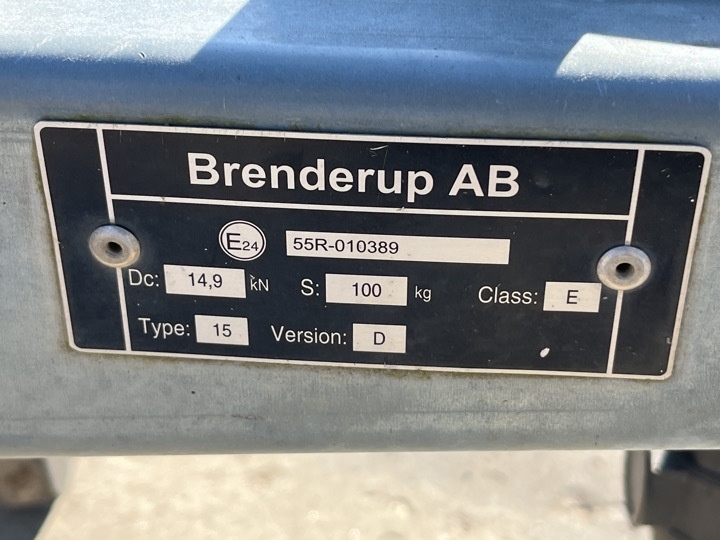 Brenderup AB
E24 55R-010389
Dc: 14,9 kN S: 100 kg Class: E
Type: 15 Version: D